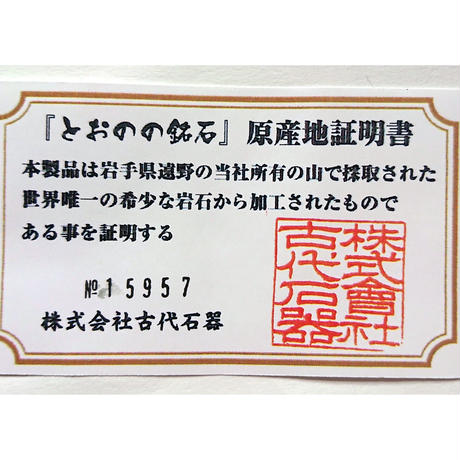 『とおのの銘石』原産地証明書
本製品は岩手県遠野の当社所有の山で採取された
世界唯一の希少な岩石から加工されたもので
ある事を証明する
№15957
株式会社古代石器
株式會社
古代石器